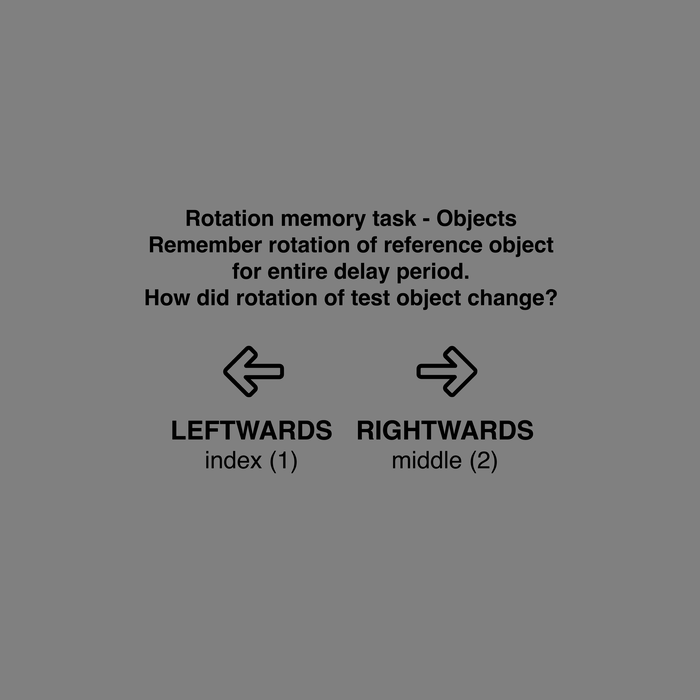 Rotation memory task - Objects
Remember rotation of reference object
for entire delay period.
How did rotation of test object change?
LEFTWARDS RIGHTWARDS
index (1) middle (2)